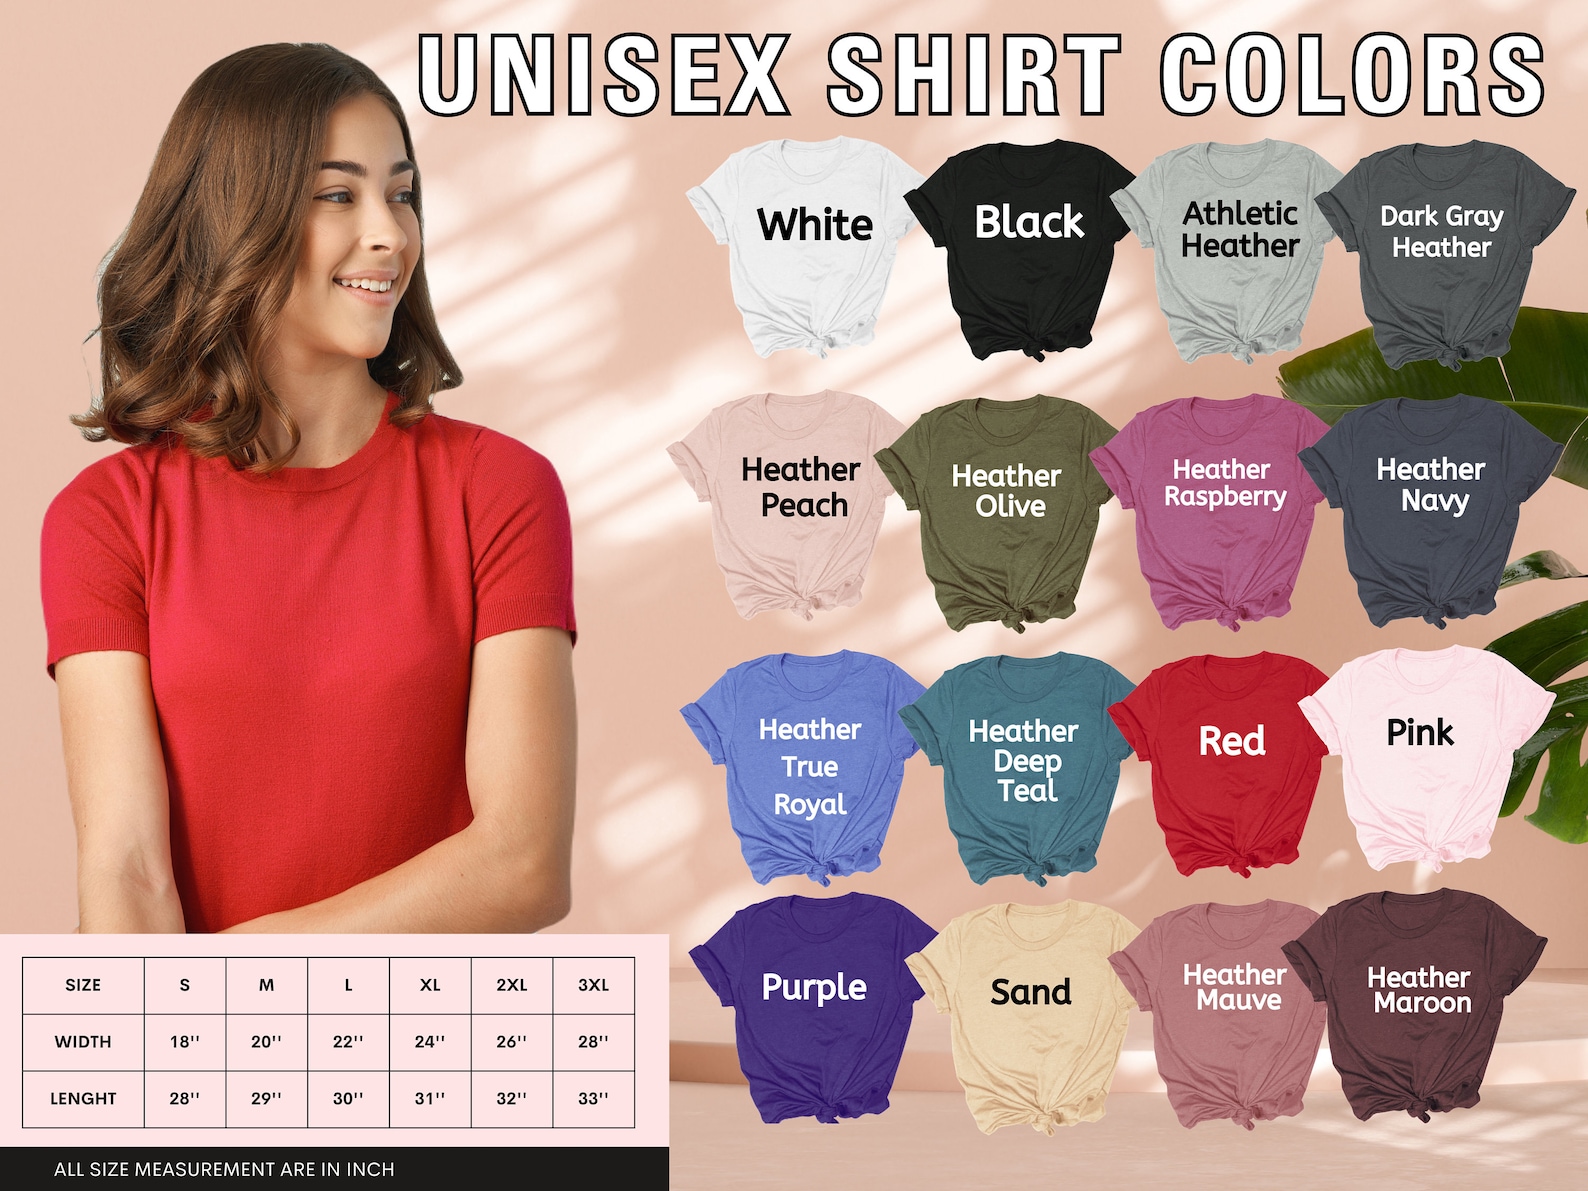 UNISEX SHIRT COLORS
White
Black
Athletic
Heather
Dark Gray
Heather
Heather
Peach
Heather
Olive
Heather
Raspberry
Heather
Navy
Heather
True
Royal
Heather
Deep
Teal
Red
Pink
Purple
Sand
Heather
Mauve
Heather
Maroon
SIZE S M L XL 2XL 3XL
WIDTH 18'' 20'' 22'' 24'' 26'' 28''
LENGHT 28'' 29'' 30'' 31'' 32'' 33''
ALL SIZE MEASUREMENT ARE IN INCH